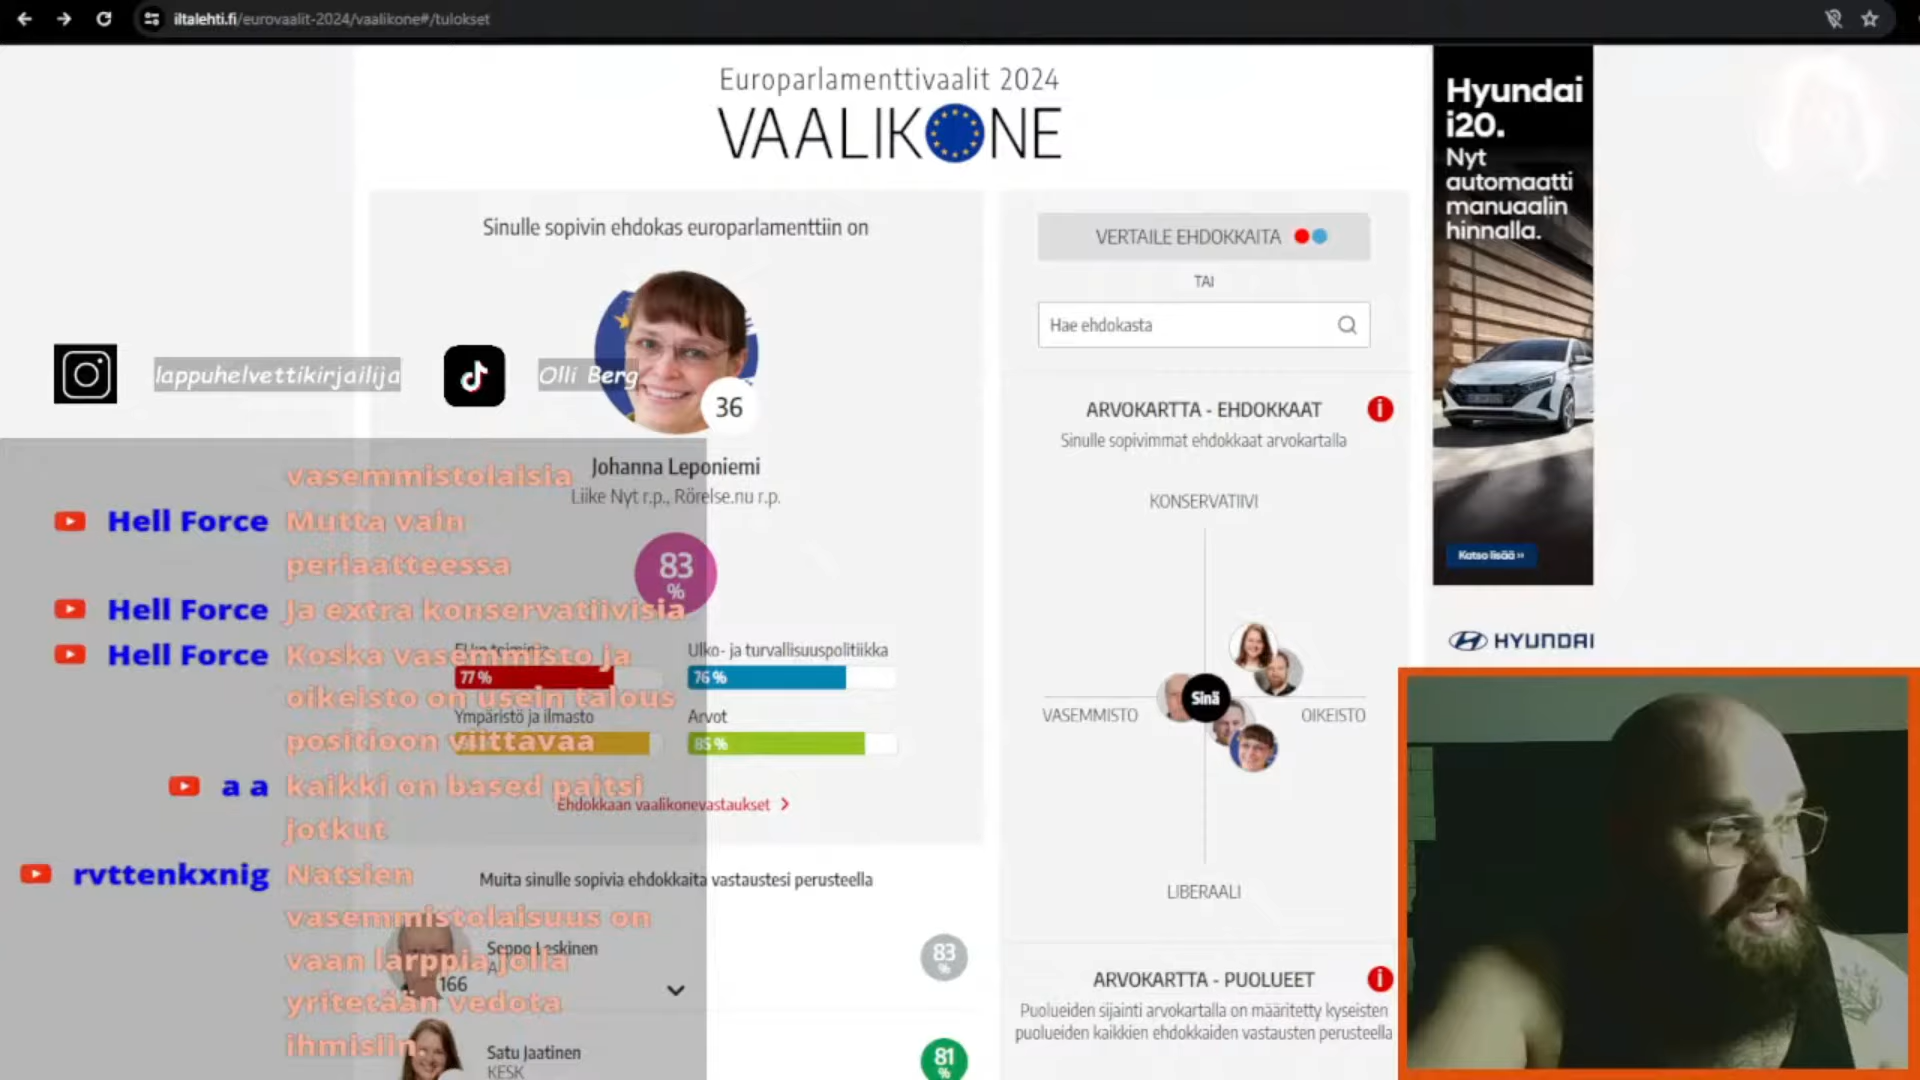 iltalehti.fi/eurovaalit-2024/vaalikone#/tulokset
Europarlamenttivaalit 2024
VAALIKONE
Sinulle sopivin ehdokas europarlamenttiin on
36
Johanna Leponiemi
Liike Nyt r.p., Rörelse.nu r.p.
83
%
77 %
Ulko- ja turvallisuuspolitiikka
76 %
Ympäristö ja ilmasto
Arvot
85 %
Ehdokkaan vaalikonevastaukset
Muita sinulle sopivia ehdokkaita vastaustesi perusteella
Seppo Leskinen
166
83
%
Satu Jaatinen
KESK
81
%
lappuhelvettikirjailija
Olli Berg
vasemmistolaisia
Hell Force Mutta vain
periaatteessa
Hell Force Ja extra konservatiivisia
Hell Force Koska vasemmisto ja
oikeisto on usein talous
positioon viittavaa
a a kaikki on based paitsi
jotkut
rvttenkxnig Natsien
vasemmistolaisuus on
vaan larppia jolla
yritetään vedota
ihmisiin.
VERTAILE EHDOKKAITA
TAI
Hae ehdokasta
ARVOKARTTA - EHDOKKAAT
Sinulle sopivimmat ehdokkaat arvokartalla
KONSERVATIIVI
Sinä
VASEMMISTO
OIKEISTO
LIBERAALI
ARVOKARTTA - PUOLUEET
Puolueiden sijainti arvokartalla on määritetty kyseisten
puolueiden kaikkien ehdokkaiden vastausten perusteella
Hyundai
i20.
Nyt
automaatti
manuaalin
hinnalla.
Katso lisää »
HYUNDAI